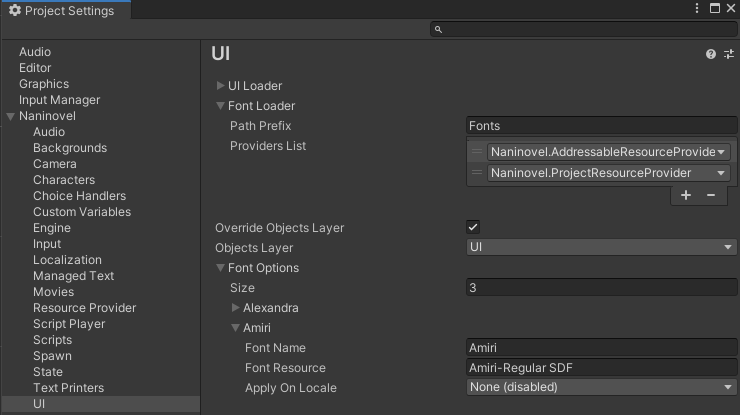 Project Settings
Audio
Editor
Graphics
Input Manager
Naninovel
Audio
Backgrounds
Camera
Characters
Choice Handlers
Custom Variables
Engine
Input
Localization
Managed Text
Movies
Resource Provider
Script Player
Scripts
Spawn
State
Text Printers
UI
UI
UI Loader
Font Loader
Path Prefix Fonts
Providers List
Naninovel.AddressableResourceProvide
Naninovel.ProjectResourceProvider
Override Objects Layer
Objects Layer UI
Font Options
Size 3
Alexandra
Amiri
Font Name Amiri
Font Resource Amiri-Regular SDF
Apply On Locale None (disabled)